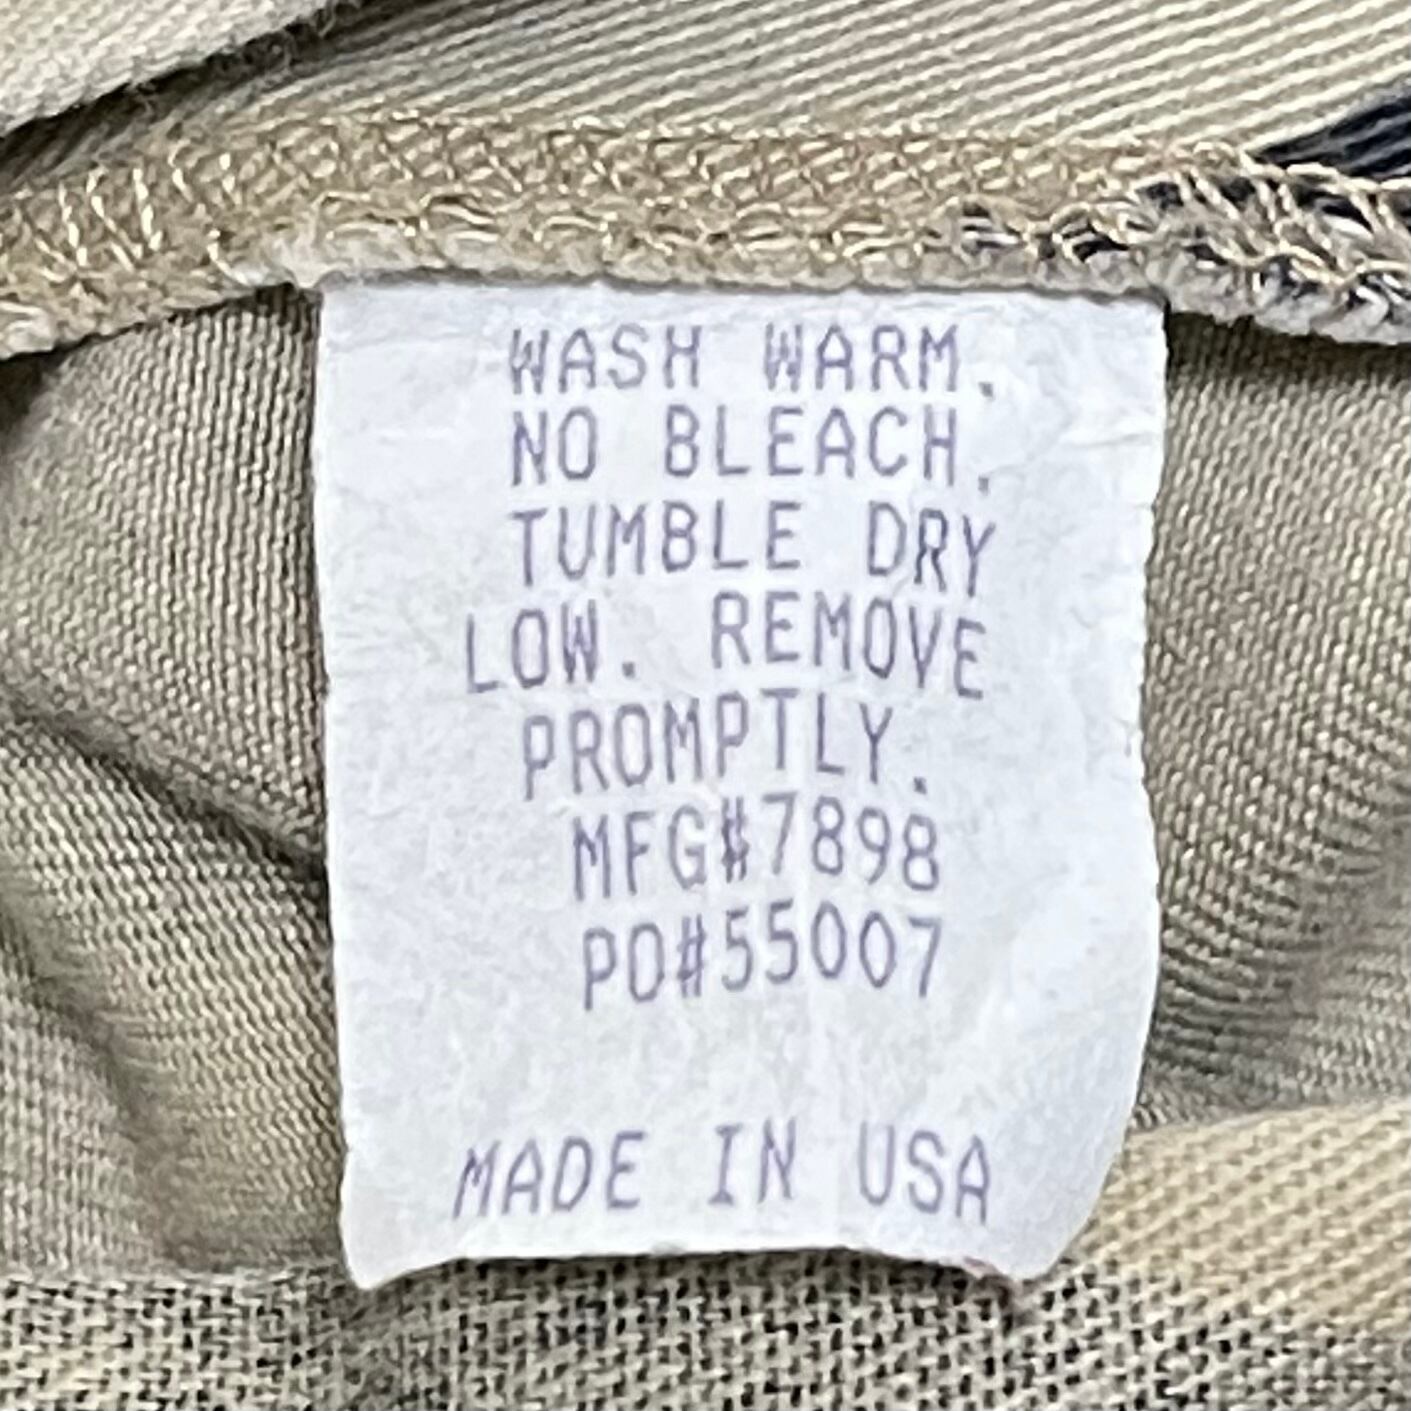 WASH WARM.
NO BLEACH.
TUMBLE DRY
LOW. REMOVE
PROMPTLY.
MFG#7898
PO#55007
MADE IN USA